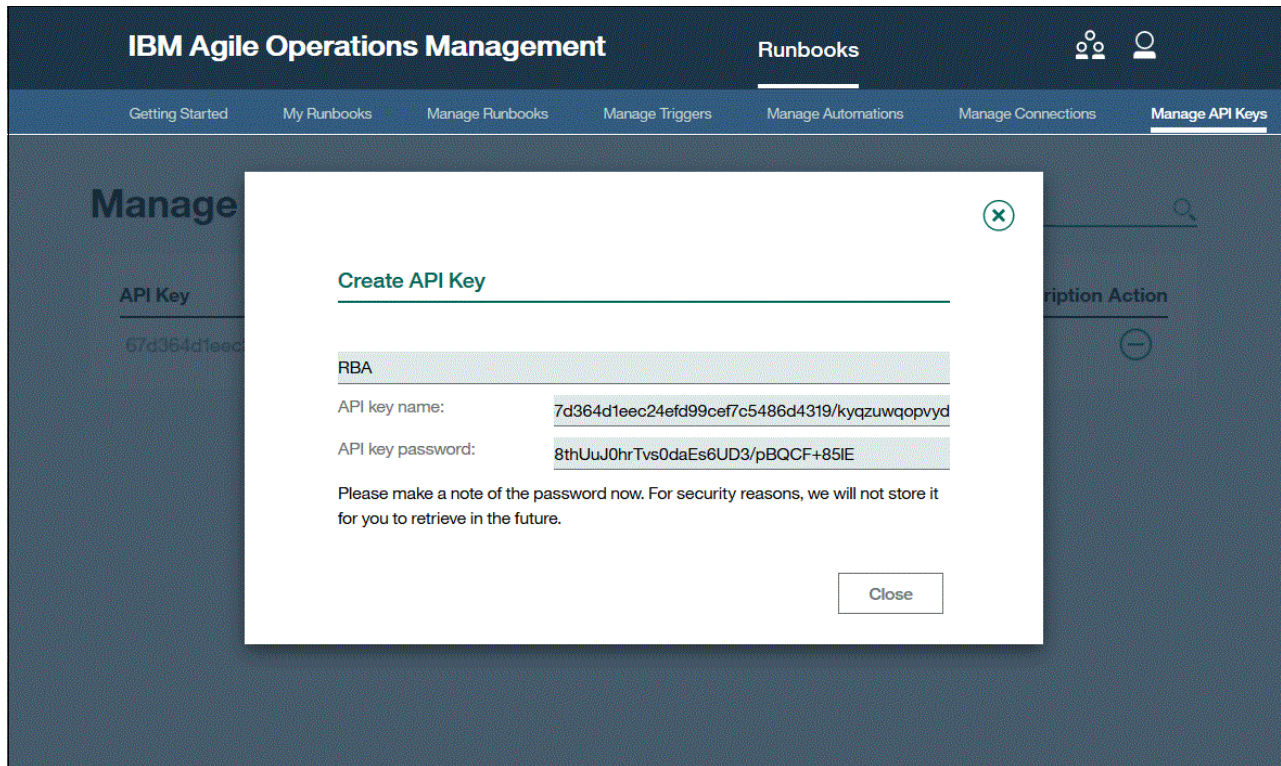 IBM Agile Operations Management
Runbooks
Getting Started My Runbooks Manage Runbooks Manage Triggers Manage Automations Manage Connections Manage API Keys
Manage
API Key
ription Action
67d364d1eec
Create API Key
RBA
API key name: 7d364d1eec24efd99cef7c5486d4319/kyqzuwqopvyd
API key password: 8thUuJ0hrTvs0daEs6UD3/pBQCF+85lE
Please make a note of the password now. For security reasons, we will not store it
for you to retrieve in the future.
Close